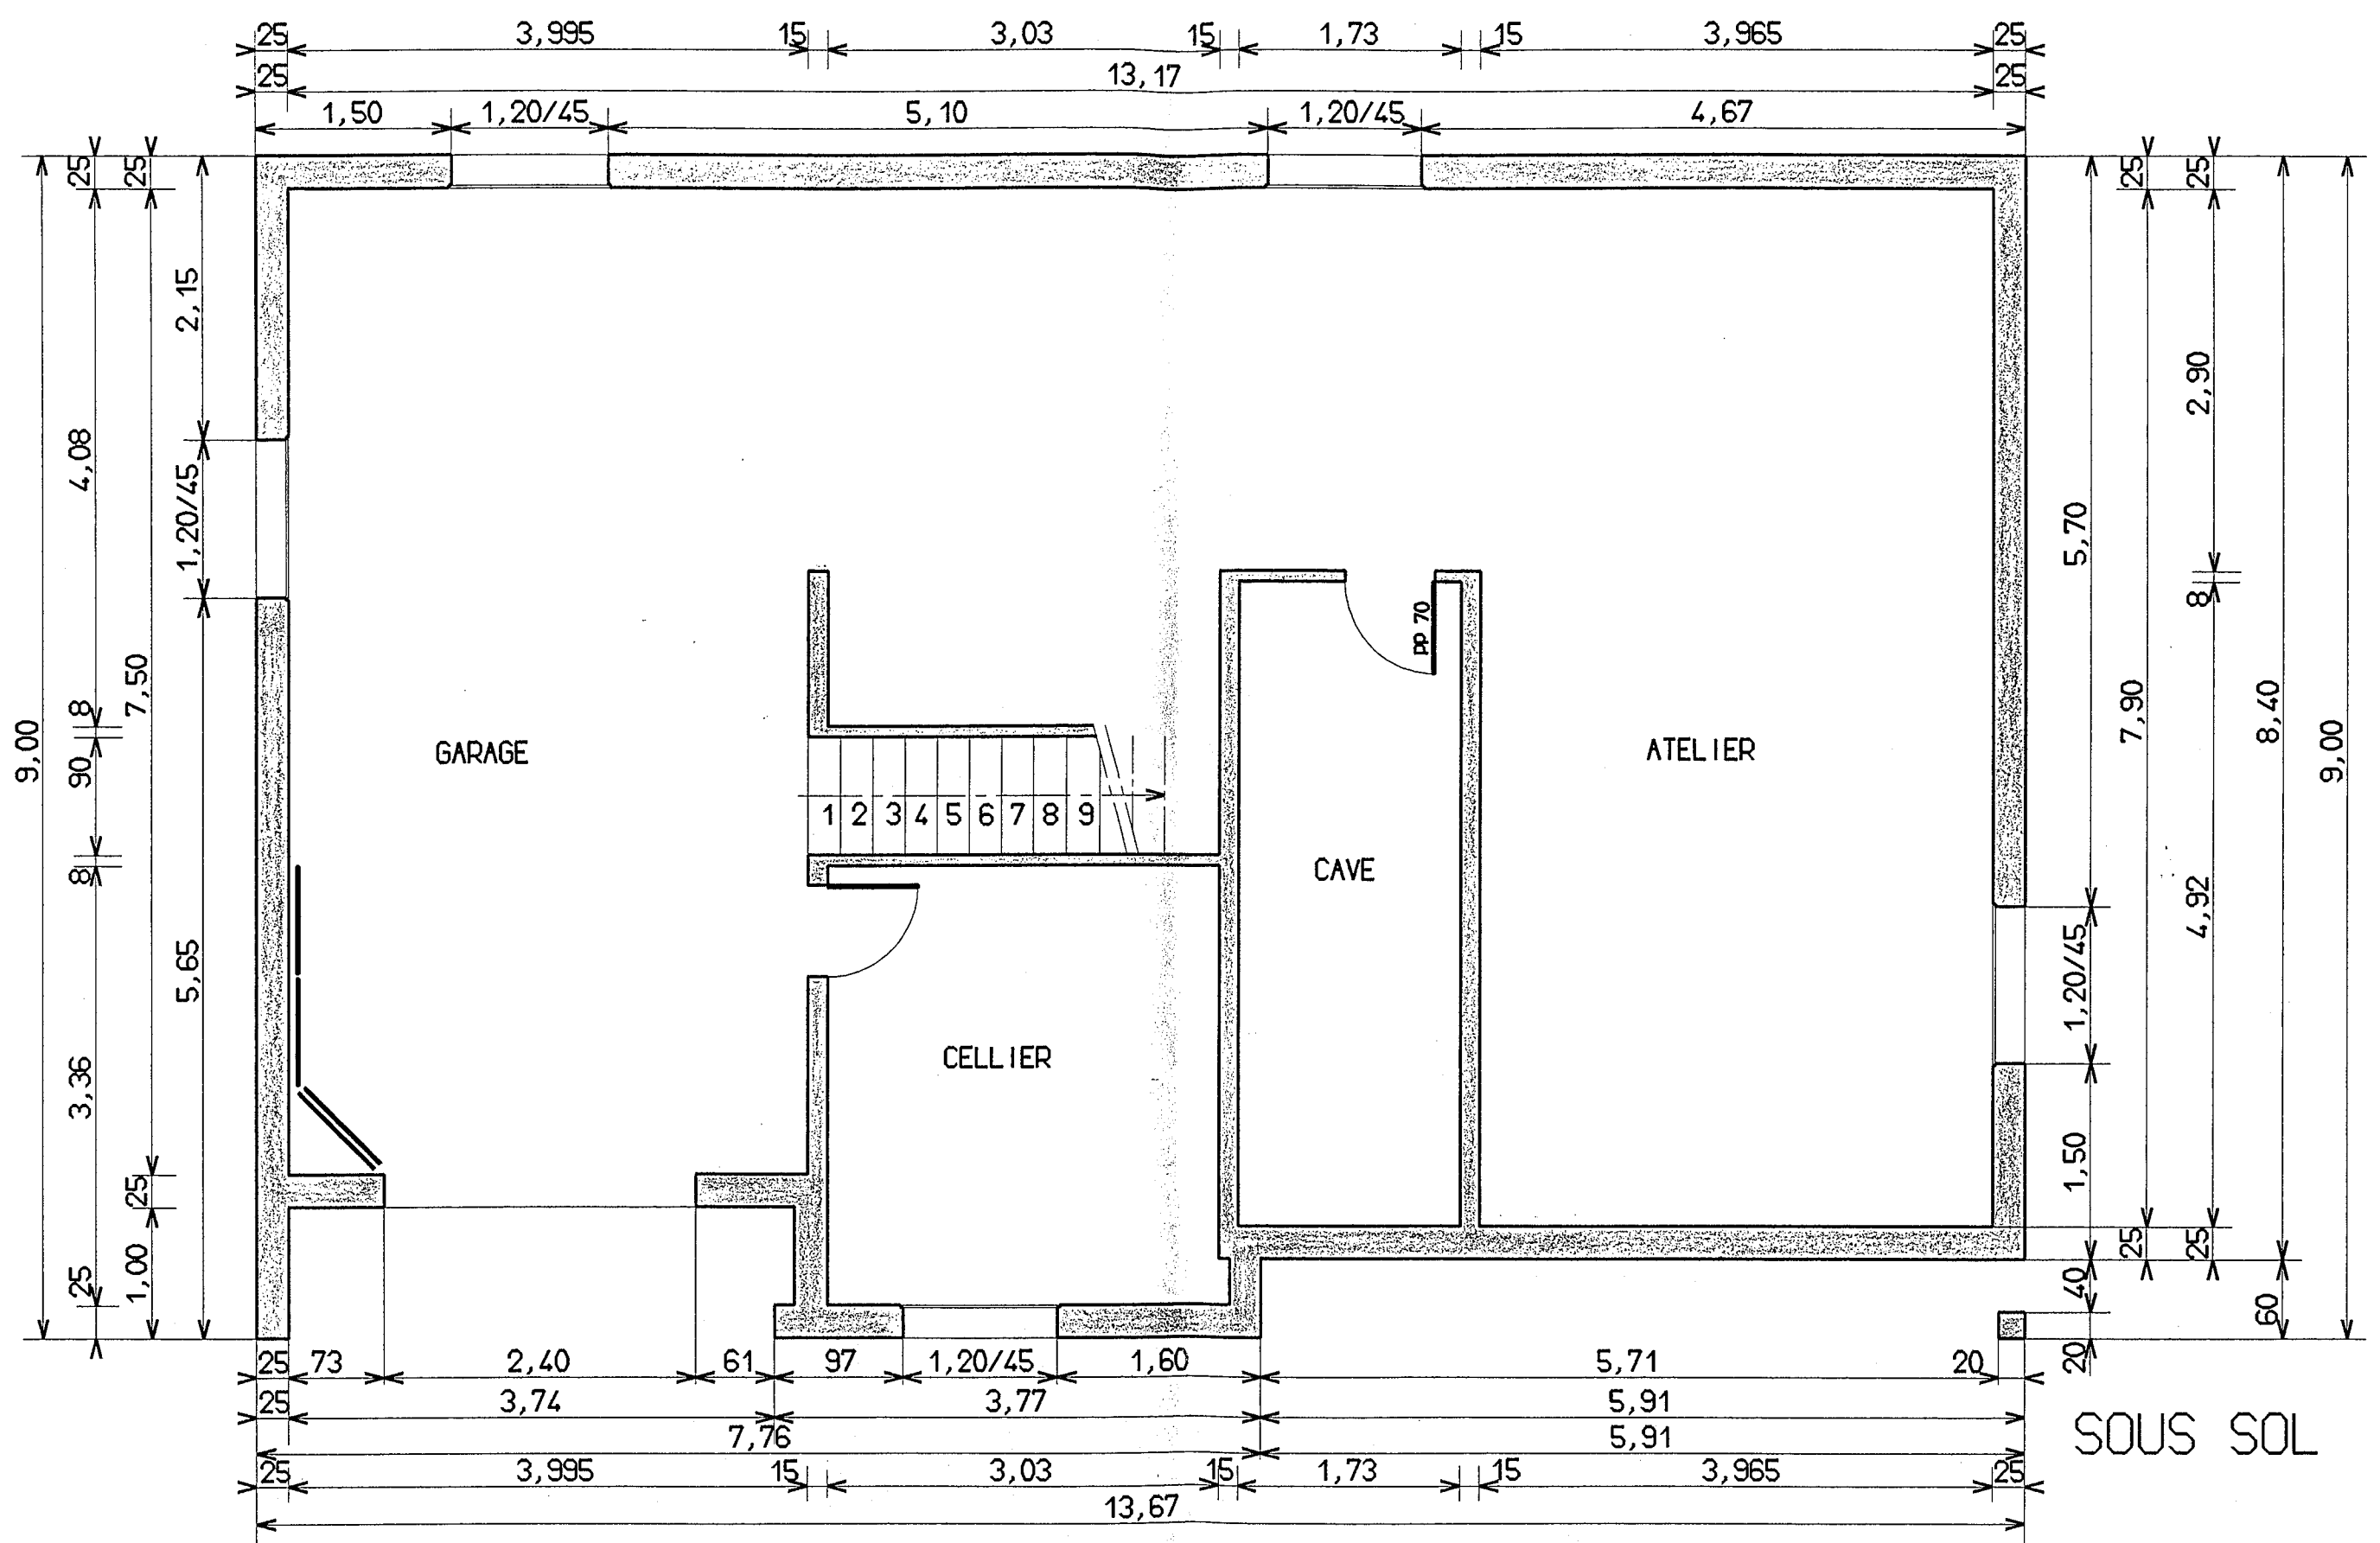 25 3,995 15 3,03 15 1,73 15 3,965 25
25 13,17 25
1,50 1,20/45 5,10 1,20/45 4,67
9,00
25 4,08 8 90 8 3,36 25
25 7,50 25 1,00
2,15 1,20/45 5,65
GARAGE
1 2 3 4 5 6 7 8 9
CELLIER
pp 70
CAVE
ATELIER
5,70 1,20/45 1,50 40 20
25 7,90 25
25 2,90 8 4,92 25
8,40 60
9,00
25 73 2,40 61 97 1,20/45 1,60 5,71 20
25 3,74 3,77 5,91
7,76 5,91
25 3,995 15 3,03 15 1,73 15 3,965 25
13,67
SOUS SOL